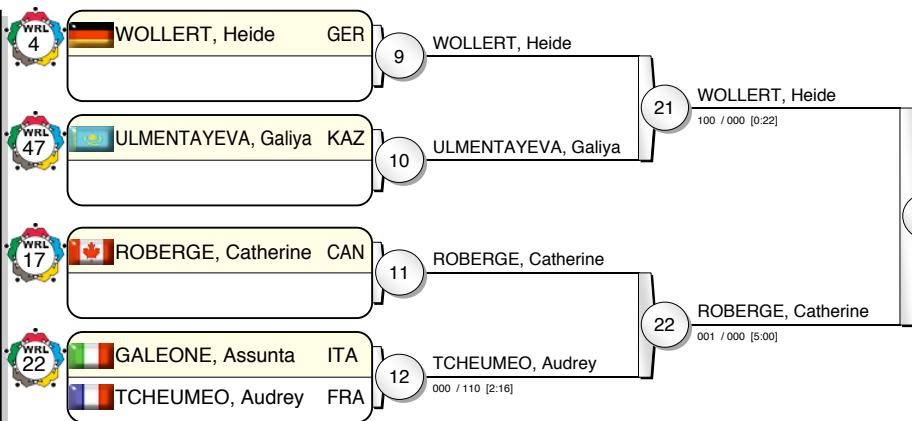 WRL
4
WOLLERT, Heide GER
9
WOLLERT, Heide
21
WOLLERT, Heide
100 / 000 [0:22]
WRL
47
ULMENTAYEVA, Galiya KAZ
10
ULMENTAYEVA, Galiya
WRL
17
ROBERGE, Catherine CAN
11
ROBERGE, Catherine
22
ROBERGE, Catherine
001 / 000 [5:00]
WRL
22
GALEONE, Assunta ITA
TCHEUMEO, Audrey FRA
12
TCHEUMEO, Audrey
000 / 110 [2:16]